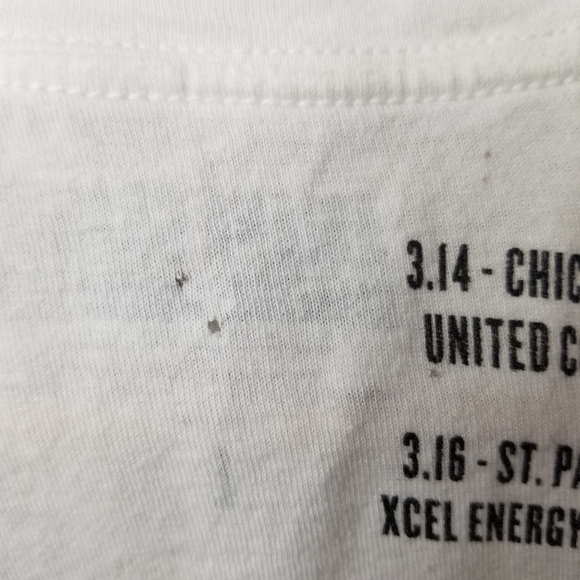 3.14 - CHIC
UNITED C
3.16 - ST. PA
XCEL ENERGY